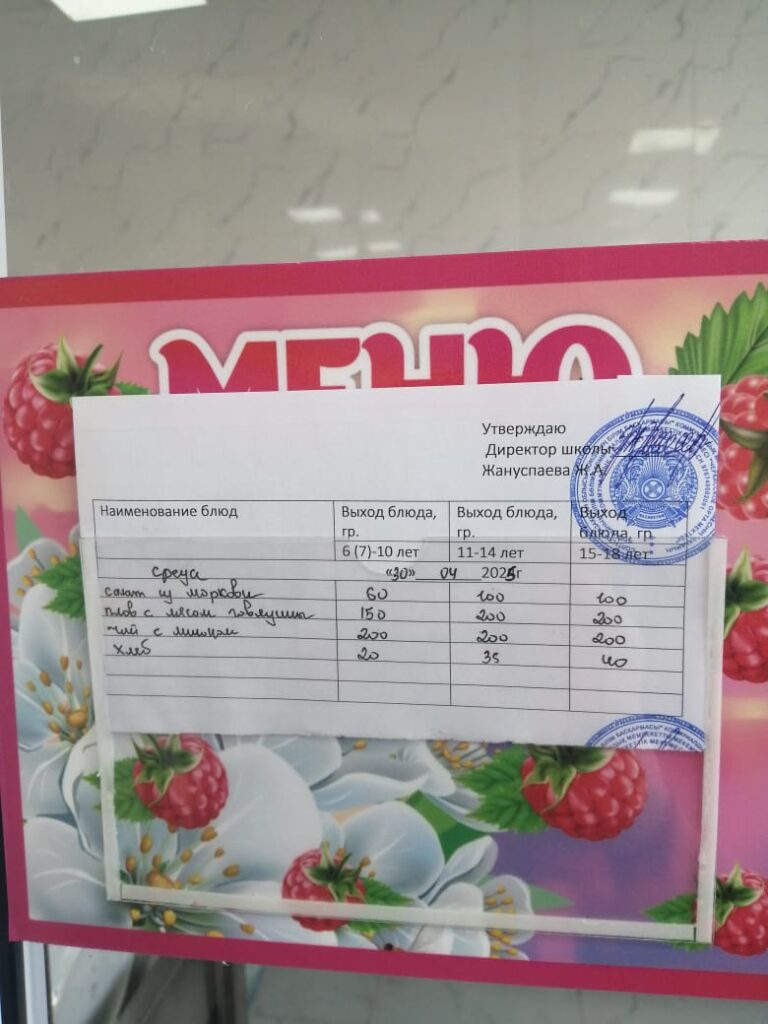 МЕНЮ
Утверждаю
Директор школы
Жануспаева Ж.А.
Наименование блюд Выход блюда, гр. Выход блюда, гр. Выход блюда, гр
6 (7)-10 лет 11-14 лет 15-18 лет
среда «30» 04 2025г
салат из моркови 60 100 100
плов с мясом говядины 150 200 200
чай с лимоном 200 200 200
хлеб 20 35 40